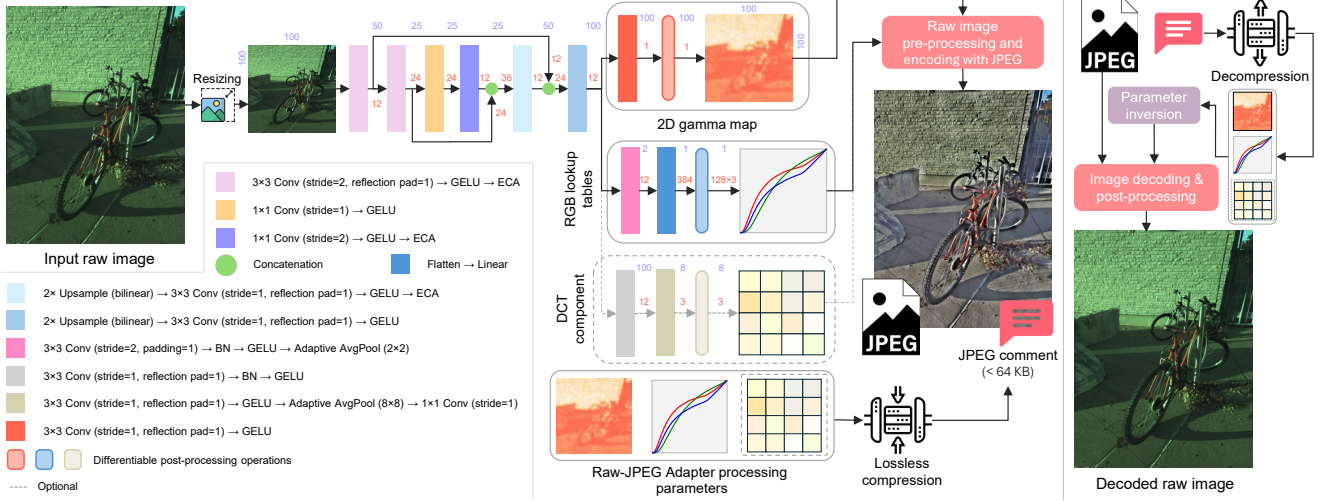 Input raw image
Resizing
100
100
50
25
25
25
50
100
12
24
24
12
24
36
12
12
24
12
3×3 Conv (stride=2, reflection pad=1) → GELU → ECA
1×1 Conv (stride=1) → GELU
1×1 Conv (stride=2) → GELU → ECA
Concatenation
Flatten → Linear
2× Upsample (bilinear) → 3×3 Conv (stride=1, reflection pad=1) → GELU → ECA
2× Upsample (bilinear) → 3×3 Conv (stride=1, reflection pad=1) → GELU
3×3 Conv (stride=2, padding=1) → BN → GELU → Adaptive AvgPool (2×2)
3×3 Conv (stride=1, reflection pad=1) → BN → GELU
3×3 Conv (stride=1, reflection pad=1) → GELU → Adaptive AvgPool (8×8) → 1×1 Conv (stride=1)
3×3 Conv (stride=1, reflection pad=1) → GELU
Differentiable post-processing operations
Optional
100
100
100
100
1
1
2D gamma map
RGB lookup
tables
2
1
1
12
384
128×3
DCT
component
100
8
8
12
3
3
Raw-JPEG Adapter processing
parameters
Lossless
compression
Raw image
pre-processing and
encoding with JPEG
JPEG
JPEG comment
(< 64 KB)
JPEG
Decompression
Parameter
inversion
Image decoding &
post-processing
Decoded raw image